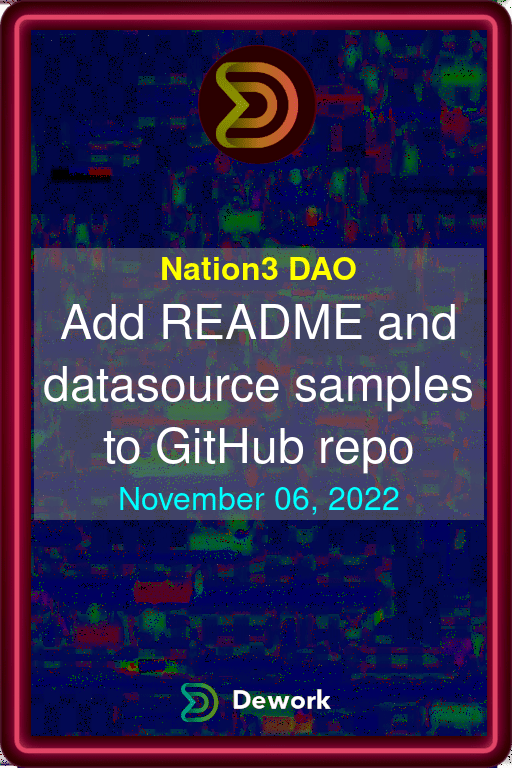 Nation3 DAO
Add README and
datasource samples
to GitHub repo
November 06, 2022
Dework